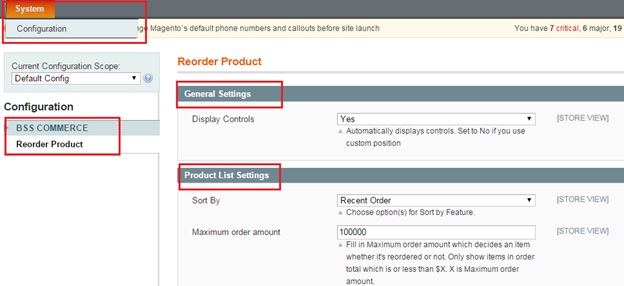 System
Configuration
nge Magento's default phone numbers and callouts before site launch
You have 7 critical, 6 major, 19
Current Configuration Scope:
Default Config
Configuration
BSS COMMERCE
Reorder Product
Reorder Product
General Settings
Display Controls
Yes
[STORE VIEW]
Automatically displays controls. Set to No if you use
custom position
Product List Settings
Sort By
Recent Order
[STORE VIEW]
Choose option(s) for Sort by Feature.
Maximum order amount
100000
[STORE VIEW]
Fill in Maximum order amount which decides an item
whether it's reordered or not. Only show items in order
total which is or less than $X. X is Maximum order
amount.